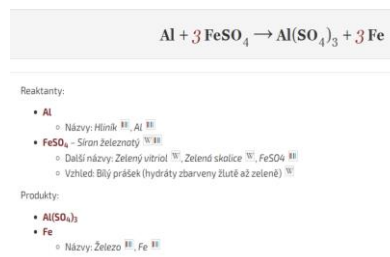 Al + 3 FeSO₄ → Al(SO₄)₃ + 3 Fe
Reaktanty:
• Al
◦ Názvy: Hliník, Al
• FeSO₄ – Síran železnatý W
◦ Další názvy: Zelený vitriol W, Zelená skalice W, FeSO4
◦ Vzhled: Bílý prášek (hydráty zbarveny žlutě až zeleně) W
Produkty:
• Al(SO₄)₃
• Fe
◦ Názvy: Železo, Fe